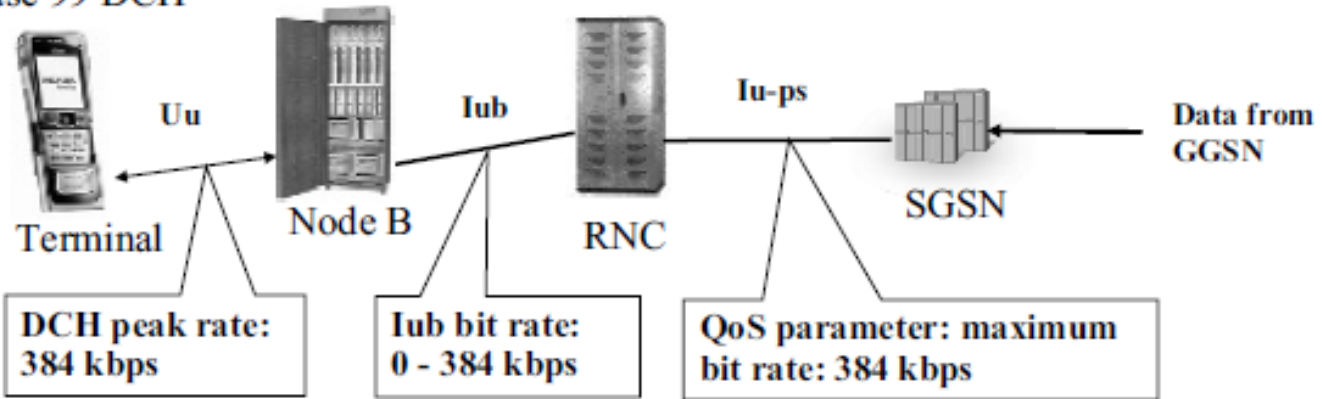 99 DCH
Uu
Iub
Iu-ps
Data from
GGSN
Terminal
Node B
RNC
SGSN
DCH peak rate:
384 kbps
Iub bit rate:
0 - 384 kbps
QoS parameter: maximum
bit rate: 384 kbps